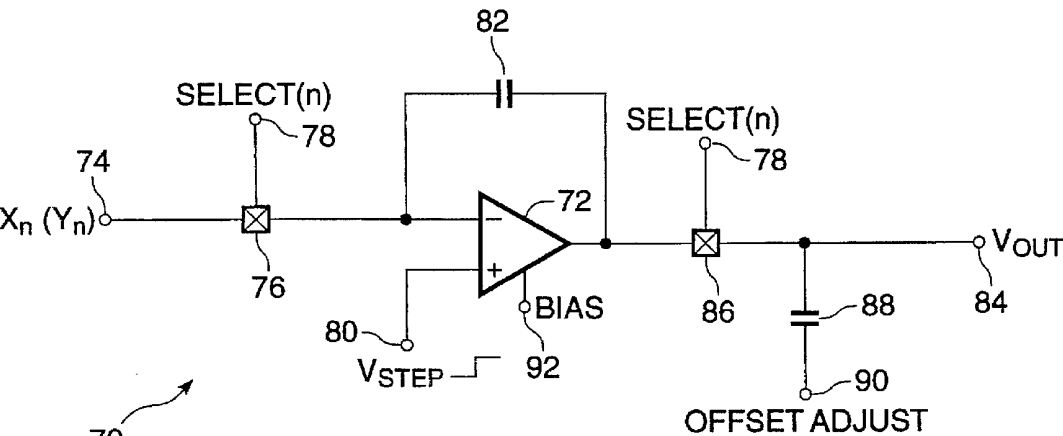 82
SELECT(n)
78
SELECT(n)
78
74
Xn (Yn)
76
72
−
+
BIAS
92
80
VSTEP
86
VOUT
84
88
90
OFFSET ADJUST